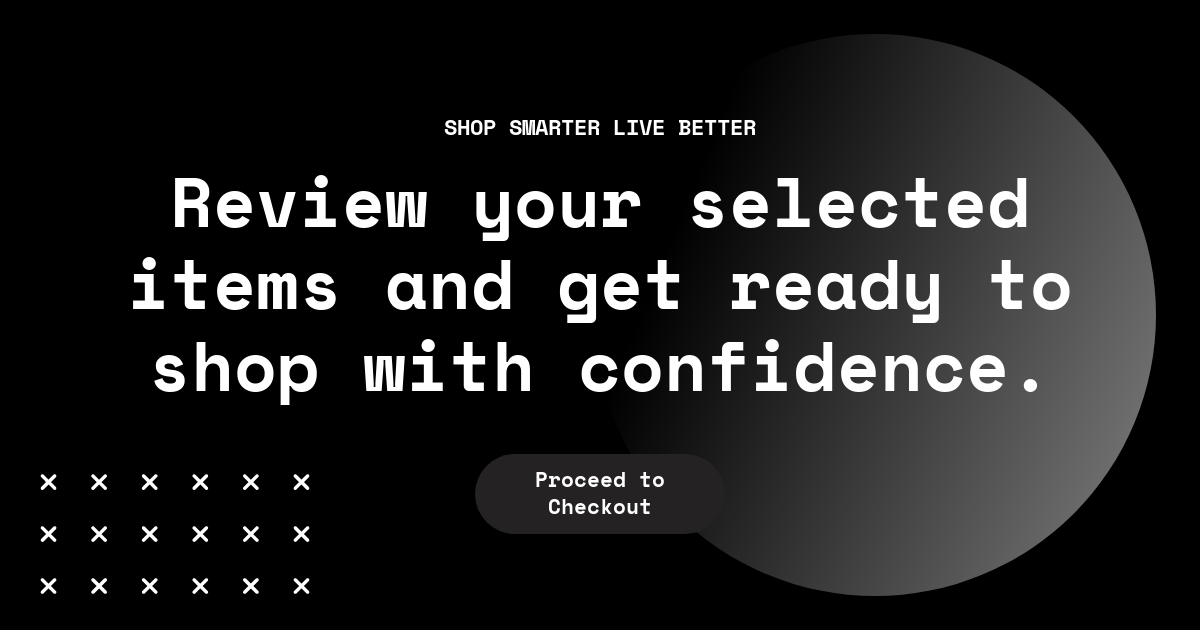 SHOP SMARTER LIVE BETTER
Review your selected
items and get ready to
shop with confidence.
Proceed to
Checkout